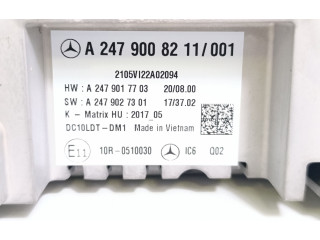 A 247 900 82 11/001
2105V122A02094
HW : A 247 901 77 03 20/08.00
SW : A 247 902 73 01 17/37.02
K - Matrix HU : 2017_05
DC10LDT-DM1 Made in Vietnam
E11 10R-0510030 IC6 Q02